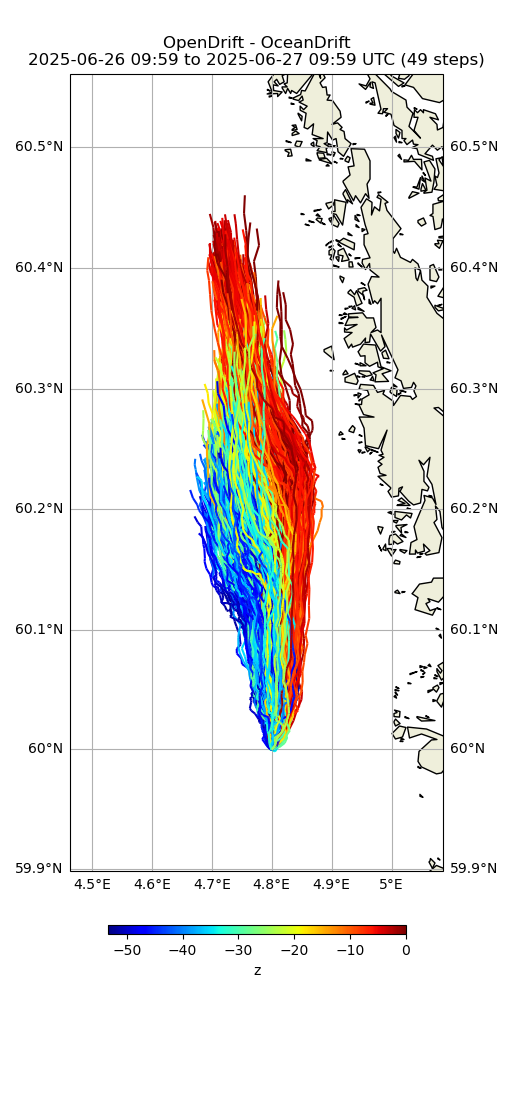 OpenDrift - OceanDrift
2025-06-26 09:59 to 2025-06-27 09:59 UTC (49 steps)
60.5°N 60.5°N
60.4°N 60.4°N
60.3°N 60.3°N
60.2°N 60.2°N
60.1°N 60.1°N
60°N 60°N
59.9°N 59.9°N
4.5°E 4.6°E 4.7°E 4.8°E 4.9°E 5°E
−50 −40 −30 −20 −10 0
z